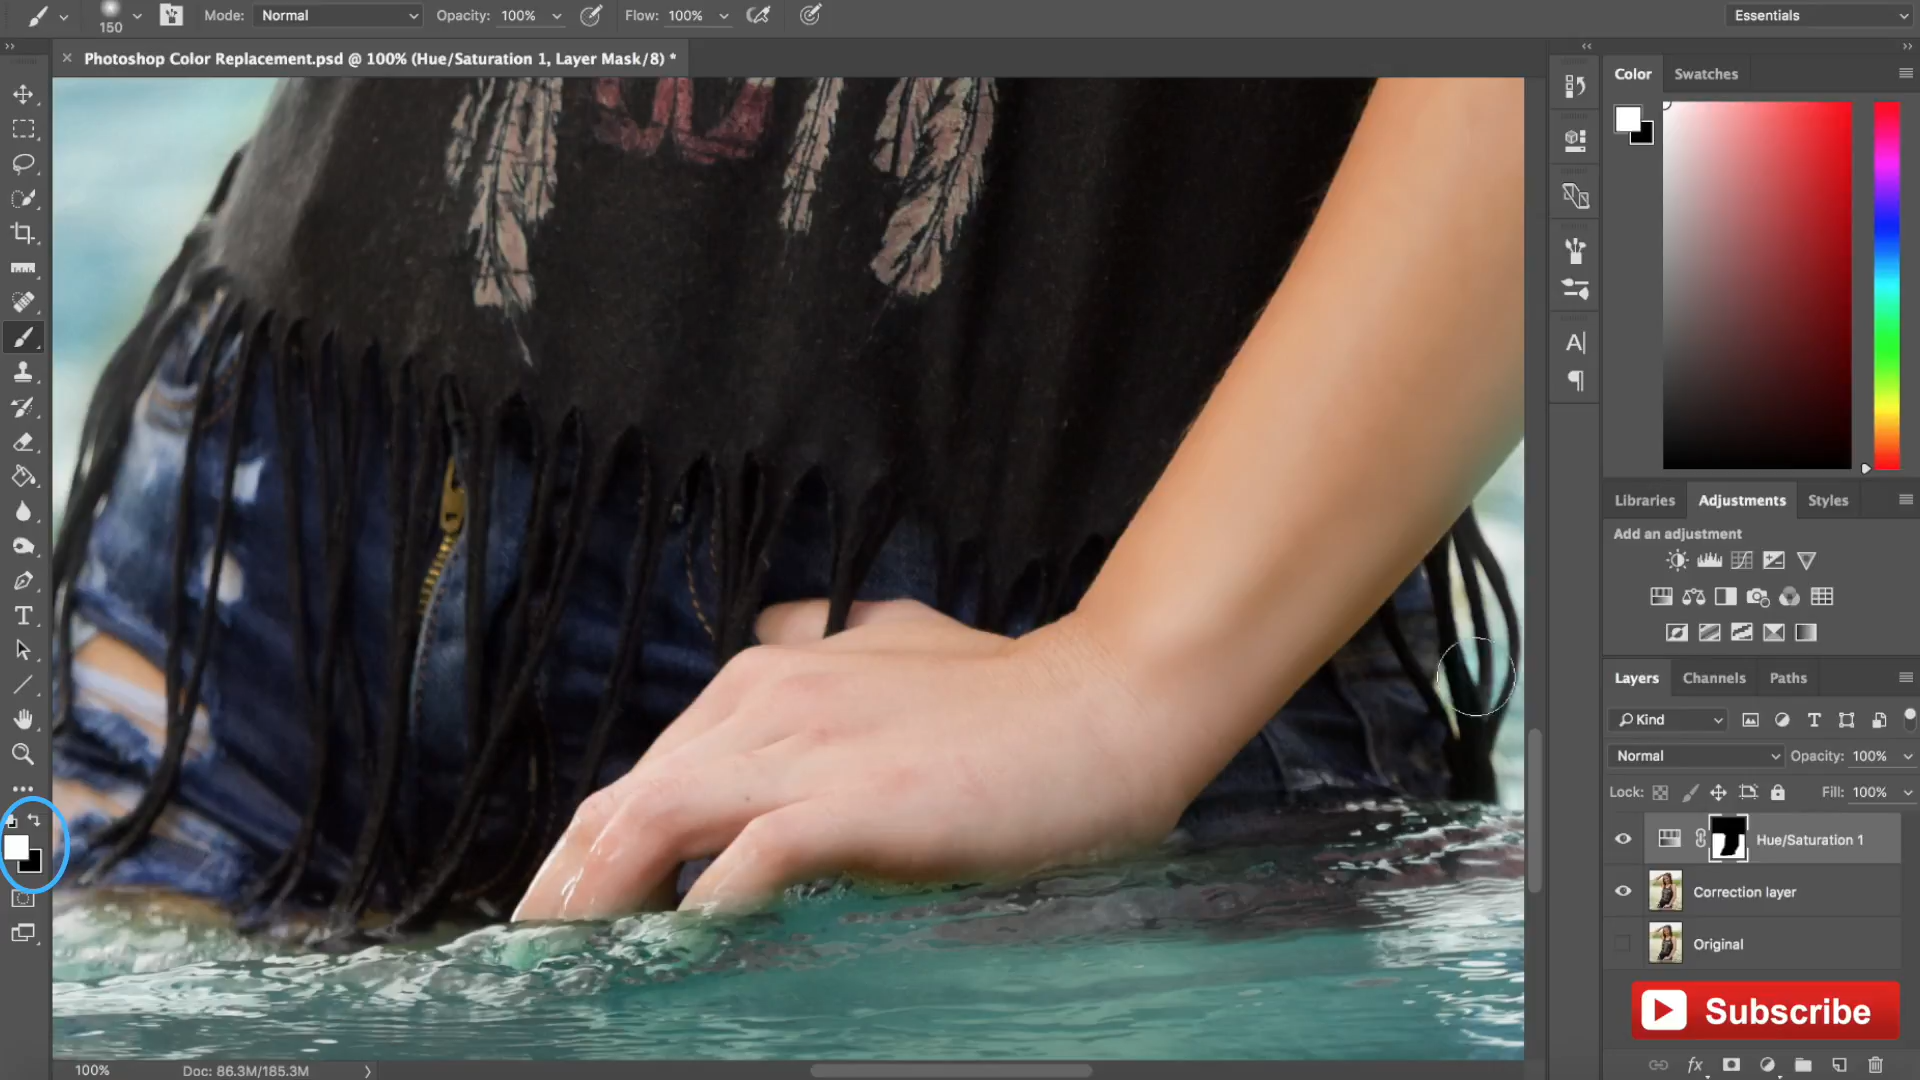 150
Mode: Normal
Opacity: 100%
Flow: 100%
Essentials
Photoshop Color Replacement.psd @ 100% (Hue/Saturation 1, Layer Mask/8) *
Color
Swatches
Libraries
Adjustments
Styles
Add an adjustment
Layers
Channels
Paths
Kind
Normal
Opacity: 100%
Lock:
Fill: 100%
Hue/Saturation 1
Correction layer
Original
Subscribe
fx
100%
Doc: 86.3M/185.3M